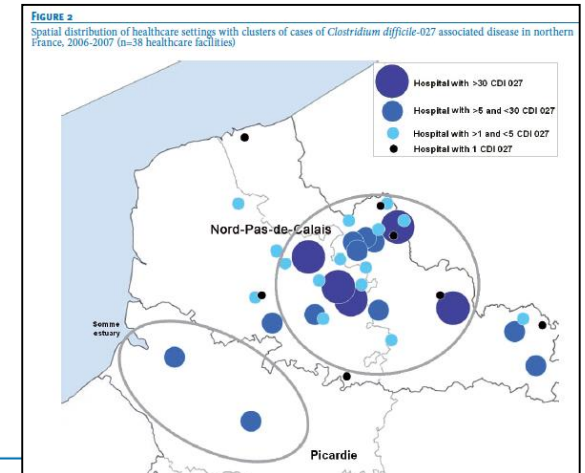 FIGURE 2
Spatial distribution of healthcare settings with clusters of cases of Clostridium difficile-027 associated disease in northern
France, 2006-2007 (n=38 healthcare facilities)
Hospital with >30 CDI 027
Hospital with >5 and <30 CDI 027
Hospital with >1 and <5 CDI 027
Hospital with 1 CDI 027
Nord-Pas-de-Calais
Somme
estuary
Picardie